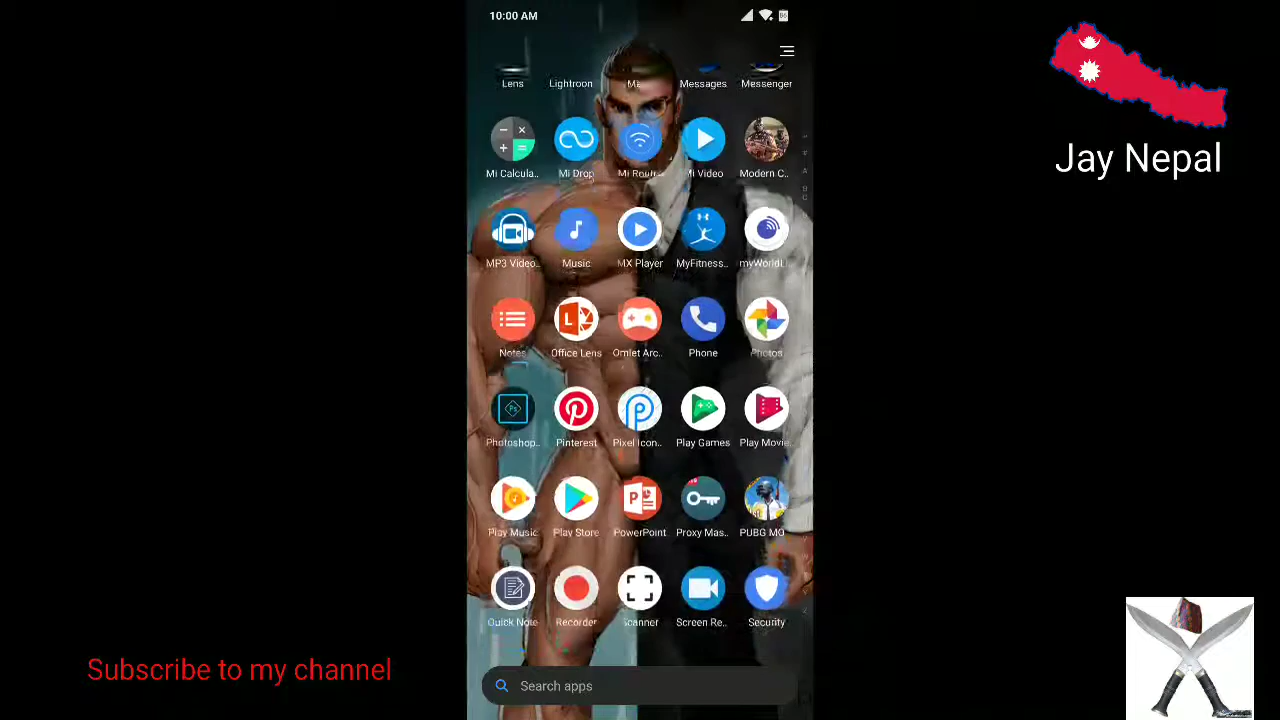 10:00 AM
Jay Nepal
Lens Lightroom Messages Messenger
Mi Calcula.. Mi Drop Mi Video Modern C..
MP3 Video.. Music MX Player MyFitness..
Notes Office Lens Omlet Arc.. Phone Photos
Photoshop.. Pinterest Pixel Icon.. Play Games Play Movie..
Play Music Play Store PowerPoint Proxy Mas.. PUBG MO
Quick Note Recorder Scanner Screen Re.. Security
Subscribe to my channel
Search apps